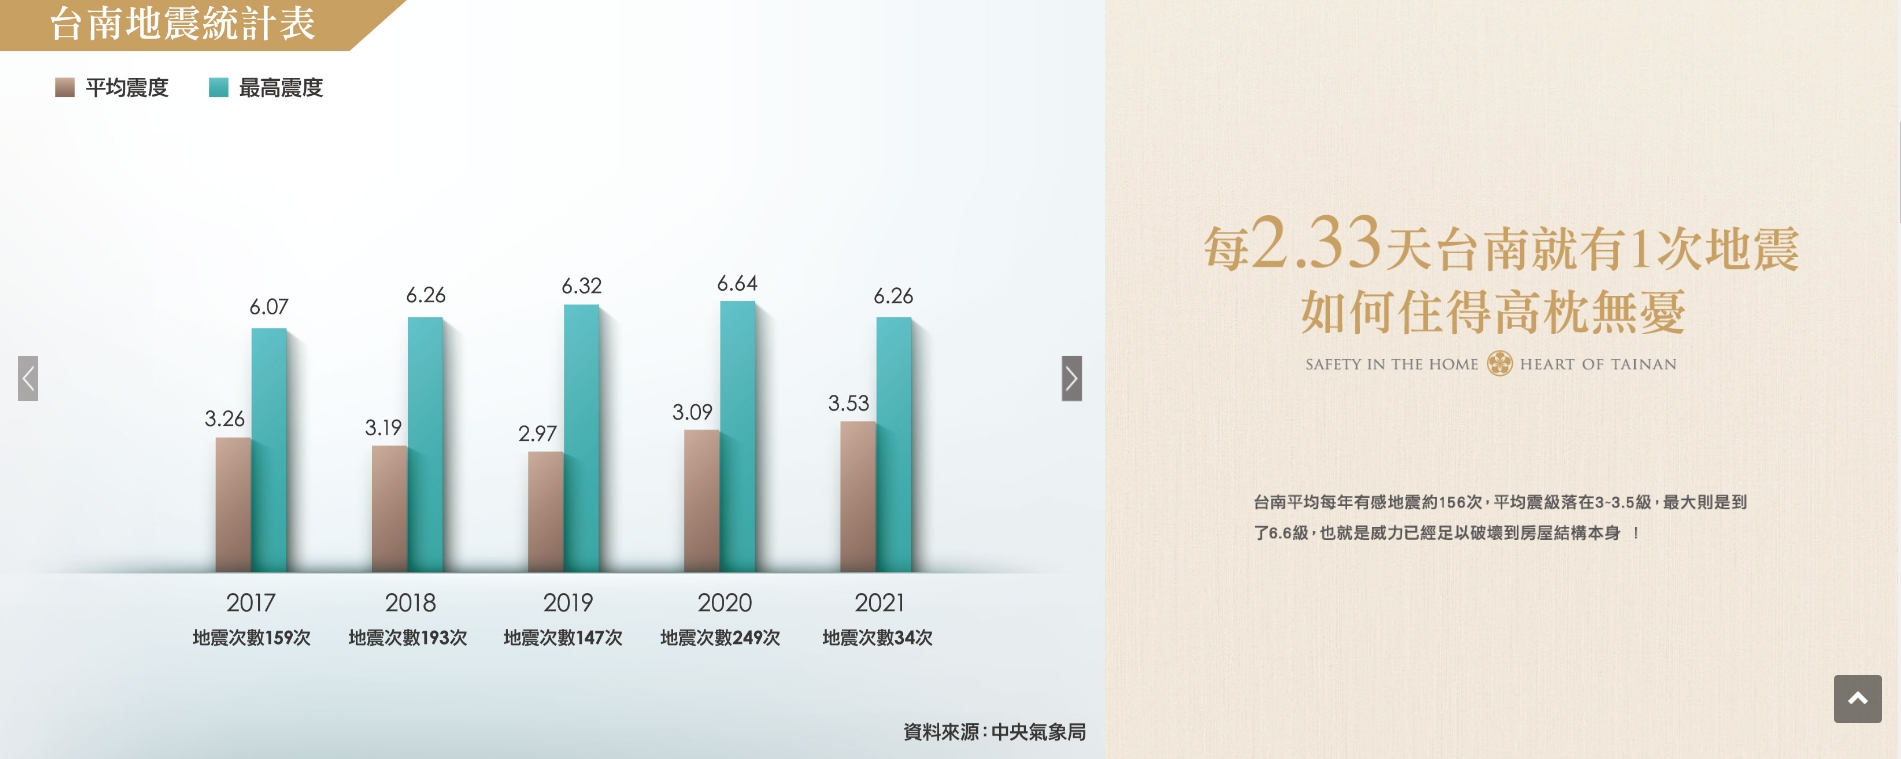 台南地震統計表
平均震度 最高震度
6.07 6.26 6.32 6.64 6.26
3.26 3.19 2.97 3.09 3.53
2017 2018 2019 2020 2021
地震次數159次 地震次數193次 地震次數147次 地震次數249次 地震次數34次
資料來源:中央氣象局
每2.33天台南就有1次地震
如何住得高枕無憂
SAFETY IN THE HOME HEART OF TAINAN
台南平均每年有感地震約156次,平均震級落在3~3.5級,最大則是到
了6.6級,也就是威力已經足以破壞到房屋結構本身 !